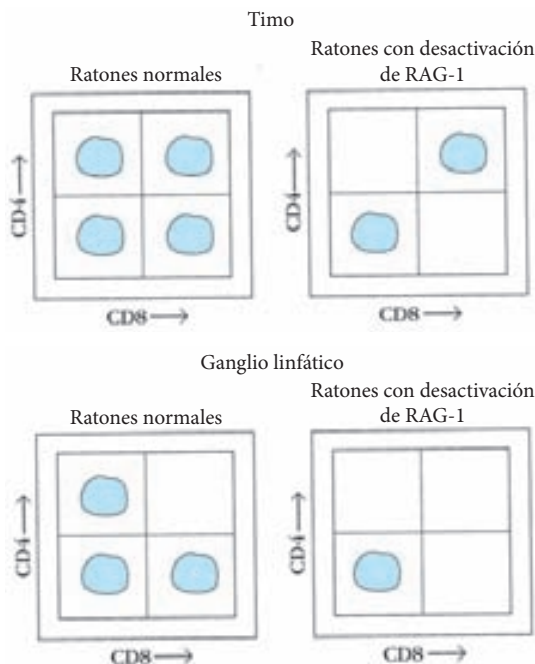 Timo
Ratones normales
Ratones con desactivación
de RAG-1
CD4 →
CD8 →
CD4 →
CD8 →
Ganglio linfático
Ratones normales
Ratones con desactivación
de RAG-1
CD4 →
CD8 →
CD4 →
CD8 →